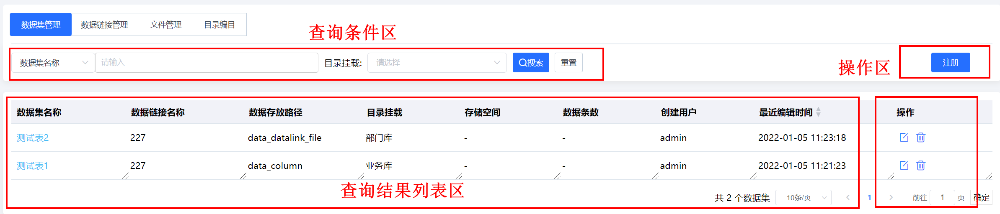 数据集管理 数据链接管理 文件管理 目录编目
查询条件区
数据集名称 请输入 目录挂载: 请选择 搜索 重置 操作区 注册
数据集名称 数据链接名称 数据存放路径 目录挂载 存储空间 数据条数 创建用户 最近编辑时间 操作
测试表2 227 data_datalink_file 部门库 - - admin 2022-01-05 11:23:18
测试表1 227 data_column 业务库 - - admin 2022-01-05 11:21:23
查询结果列表区
共 2 个数据集 10条/页 1 前往 1 页 确定